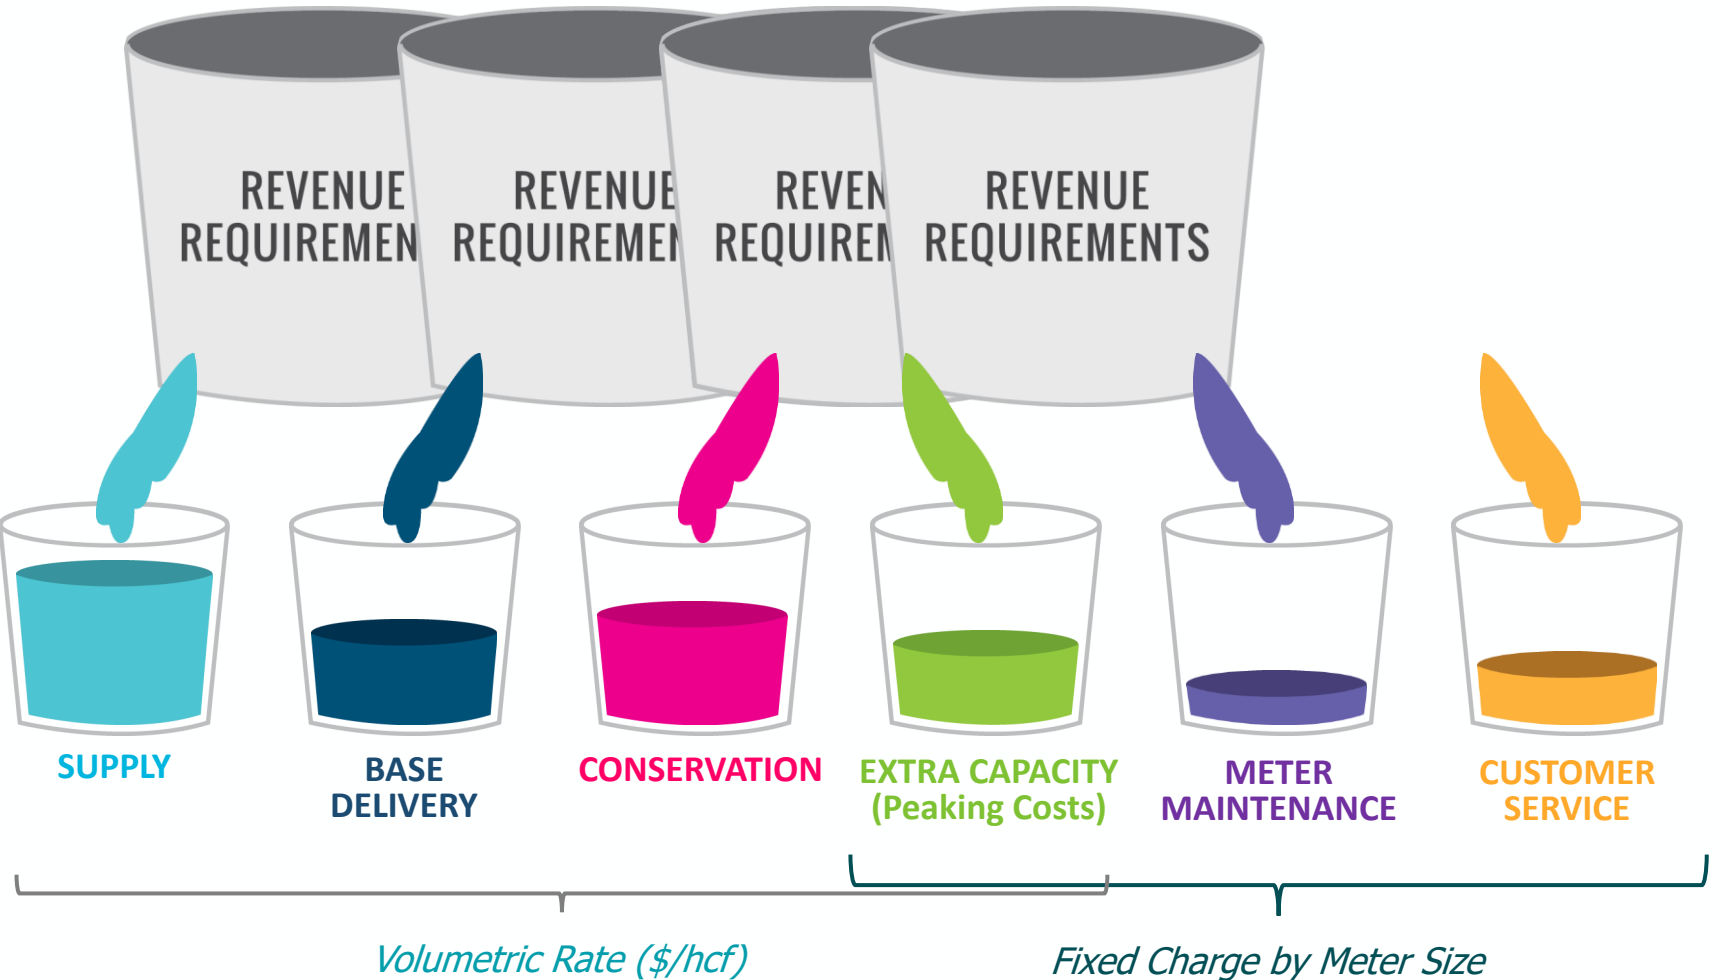 REVENUE
REQUIREMEN
REVENUE
REQUIREMEN
REVEN
REQUIREM
REVENUE
REQUIREMENTS
SUPPLY
BASE
DELIVERY
CONSERVATION
EXTRA CAPACITY
(Peaking Costs)
METER
MAINTENANCE
CUSTOMER
SERVICE
Volumetric Rate ($/hcf)
Fixed Charge by Meter Size